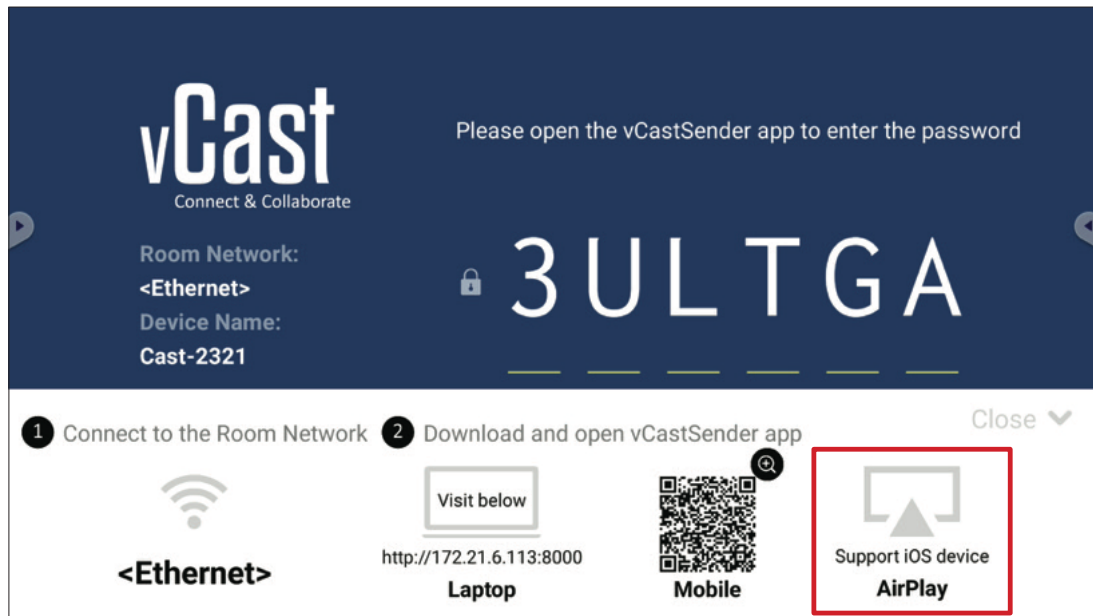 vCast
Connect & Collaborate
Please open the vCastSender app to enter the password
Room Network:
<Ethernet>
Device Name:
Cast-2321
3ULTGA
Close
1 Connect to the Room Network
2 Download and open vCastSender app
<Ethernet>
Visit below
http://172.21.6.113:8000
Laptop
Mobile
Support iOS device
AirPlay